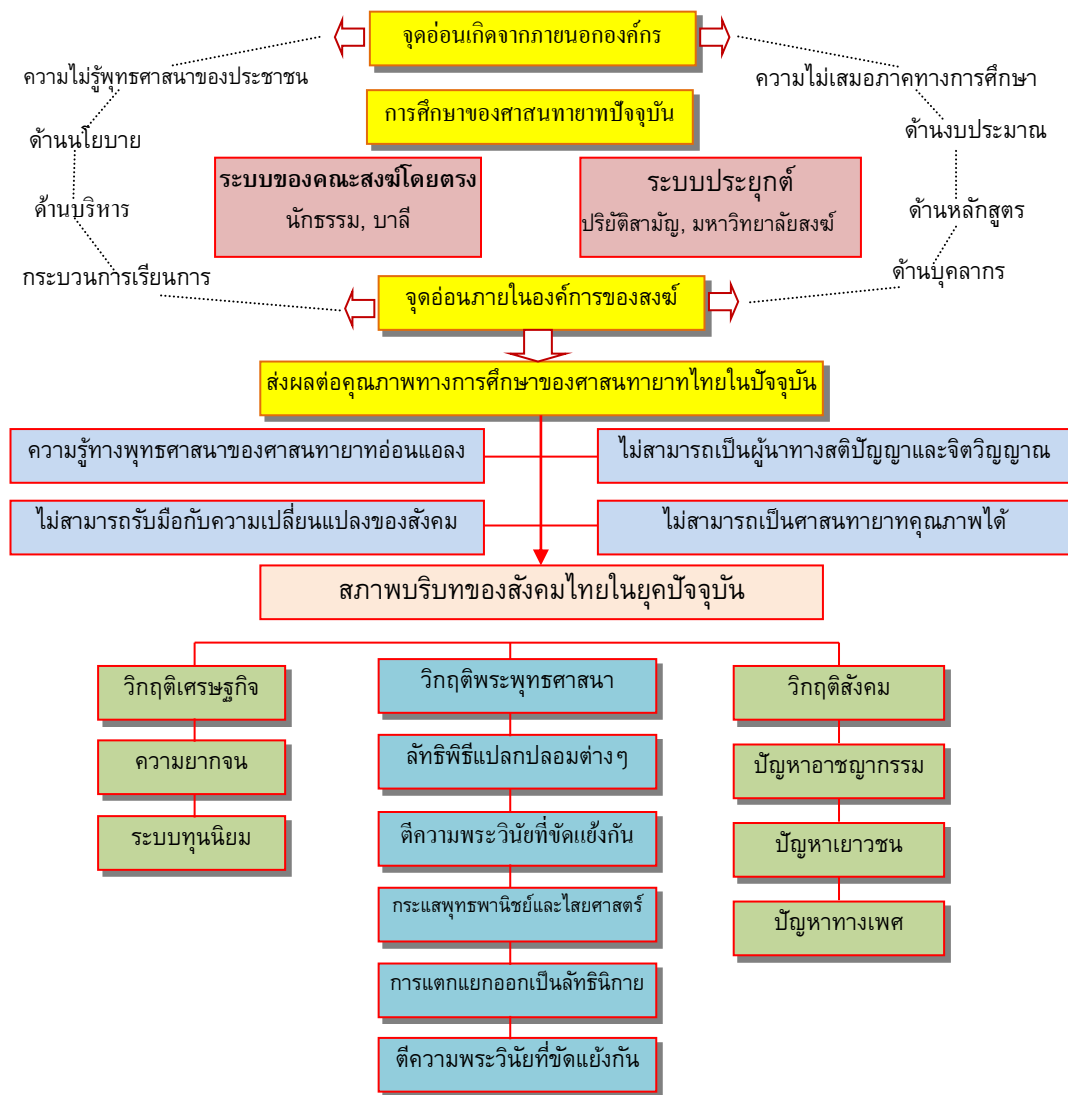 จุดอ่อนเกิดจากภายนอกองค์กร
ความไม่รู้พุทธศาสนาของประชาชน
ความไม่เสมอภาคทางการศึกษา
การศึกษาของศาสนทายาทปัจจุบัน
ด้านนโยบาย
ด้านงบประมาณ
ระบบของคณะสงฆ์โดยตรง
นักธรรม, บาลี
ระบบประยุกต์
ปริยัติสามัญ, มหาวิทยาลัยสงฆ์
ด้านบริหาร
ด้านหลักสูตร
กระบวนการเรียนการ
ด้านบุคลากร
จุดอ่อนภายในองค์การของสงฆ์
ส่งผลต่อคุณภาพทางการศึกษาของศาสนทายาทไทยในปัจจุบัน
ความรู้ทางพุทธศาสนาของศาสนทายาทอ่อนแอลง
ไม่สามารถเป็นผู้นาทางสติปัญญาและจิตวิญญาณ
ไม่สามารถรับมือกับความเปลี่ยนแปลงของสังคม
ไม่สามารถเป็นศาสนทายาทคุณภาพได้
สภาพบริบทของสังคมไทยในยุคปัจจุบัน
วิกฤติเศรษฐกิจ
ความยากจน
ระบบทุนนิยม
วิกฤติพระพุทธศาสนา
ลัทธิพิธีแปลกปลอมต่างๆ
ตีความพระวินัยที่ขัดแย้งกัน
กระแสพุทธพานิชย์และไสยศาสตร์
การแตกแยกออกเป็นลัทธินิกาย
ตีความพระวินัยที่ขัดแย้งกัน
วิกฤติสังคม
ปัญหาอาชญากรรม
ปัญหาเยาวชน
ปัญหาทางเพศ